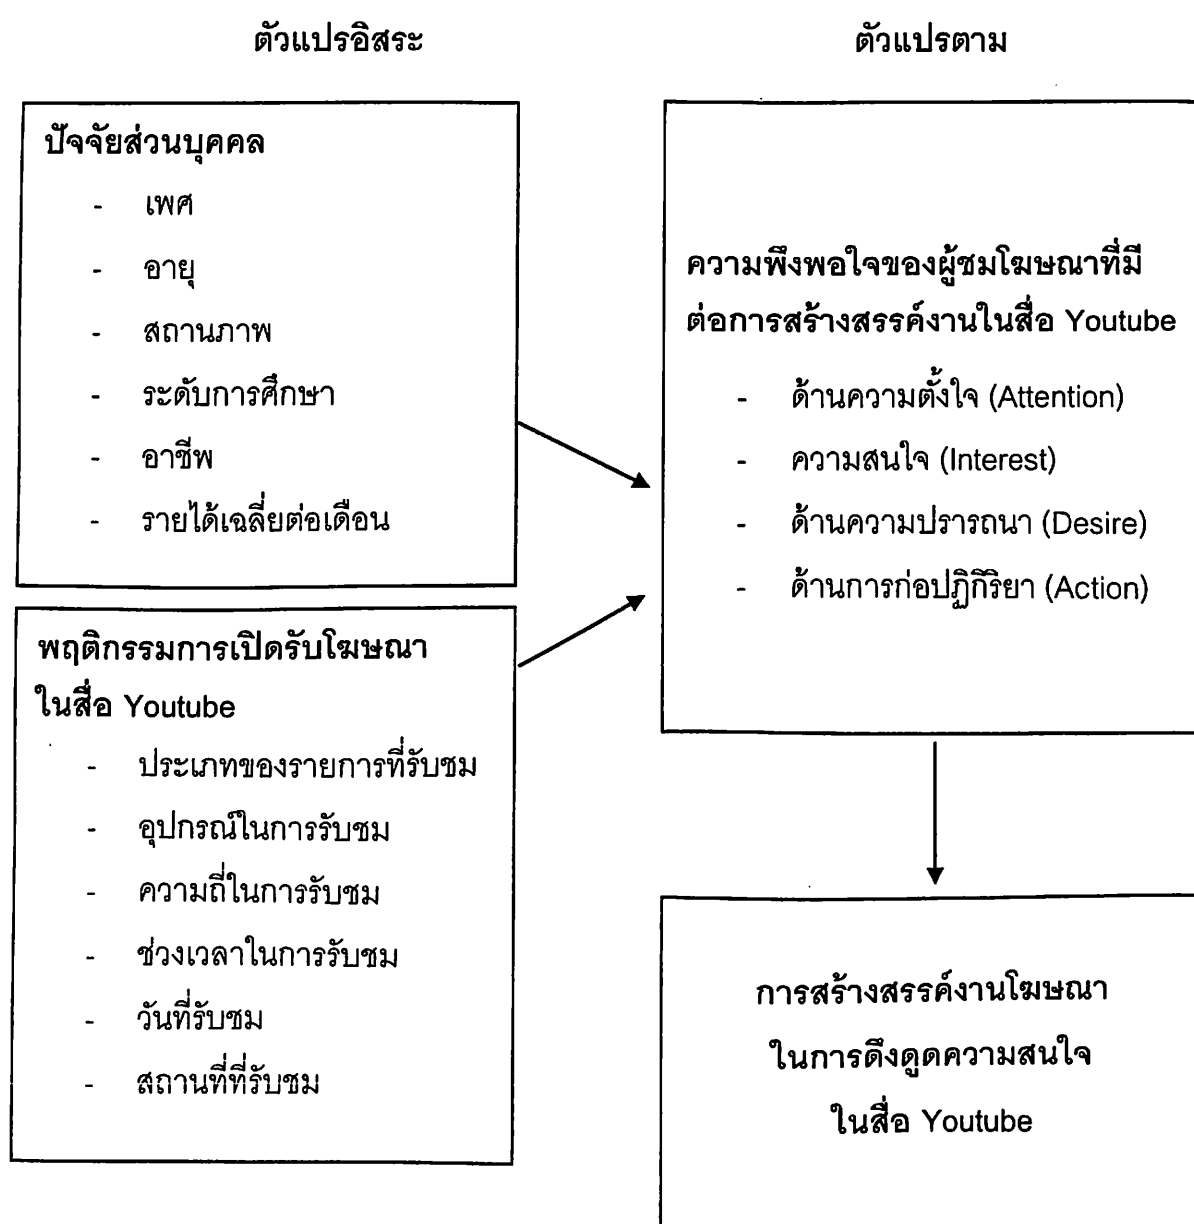 ตัวแปรอิสระ
ตัวแปรตาม
ปัจจัยส่วนบุคคล
- เพศ
- อายุ
- สถานภาพ
- ระดับการศึกษา
- อาชีพ
- รายได้เฉลี่ยต่อเดือน
พฤติกรรมการเปิดรับโฆษณา
ในสื่อ Youtube
- ประเภทของรายการที่รับชม
- อุปกรณ์ในการรับชม
- ความถี่ในการรับชม
- ช่วงเวลาในการรับชม
- วันที่รับชม
- สถานที่ที่รับชม
ความพึงพอใจของผู้ชมโฆษณาที่มี
ต่อการสร้างสรรค์งานในสื่อ Youtube
- ด้านความตั้งใจ (Attention)
- ความสนใจ (Interest)
- ด้านความปรารถนา (Desire)
- ด้านการก่อปฏิกิริยา (Action)
การสร้างสรรค์งานโฆษณา
ในการดึงดูดความสนใจ
ในสื่อ Youtube